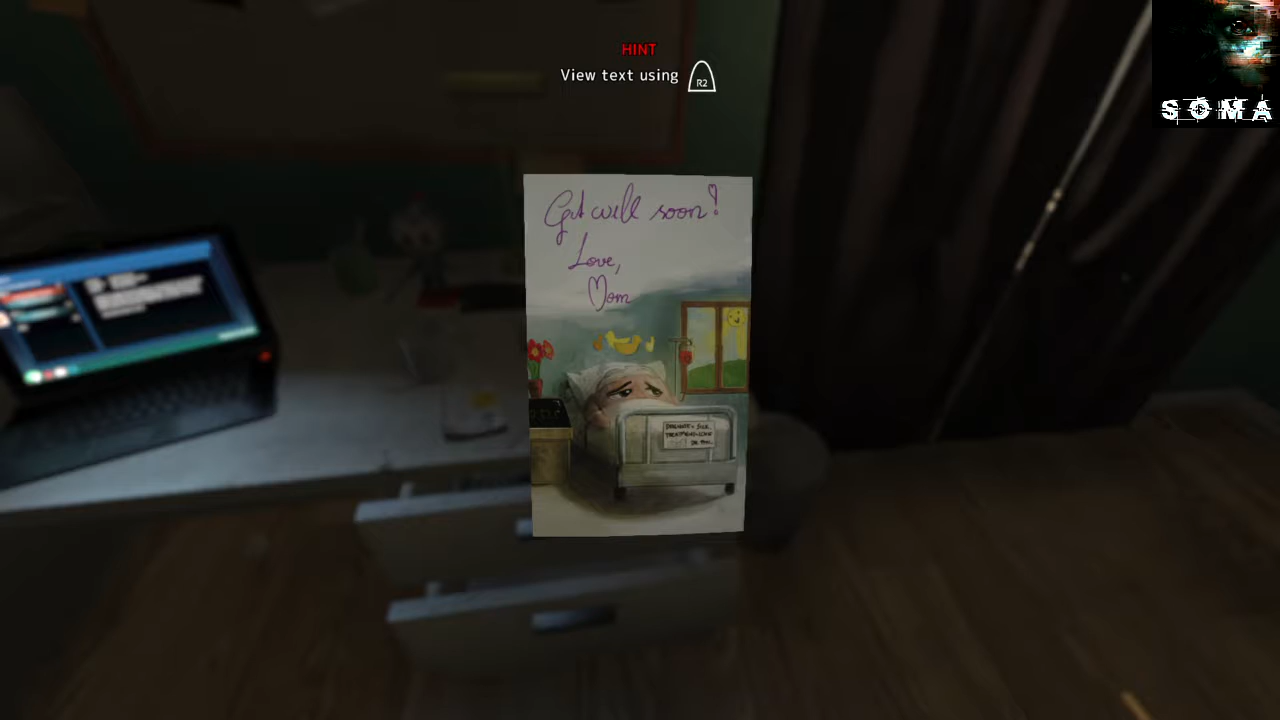 HINT
View text using R2
SOMA
Get well soon!
Love,
Mom